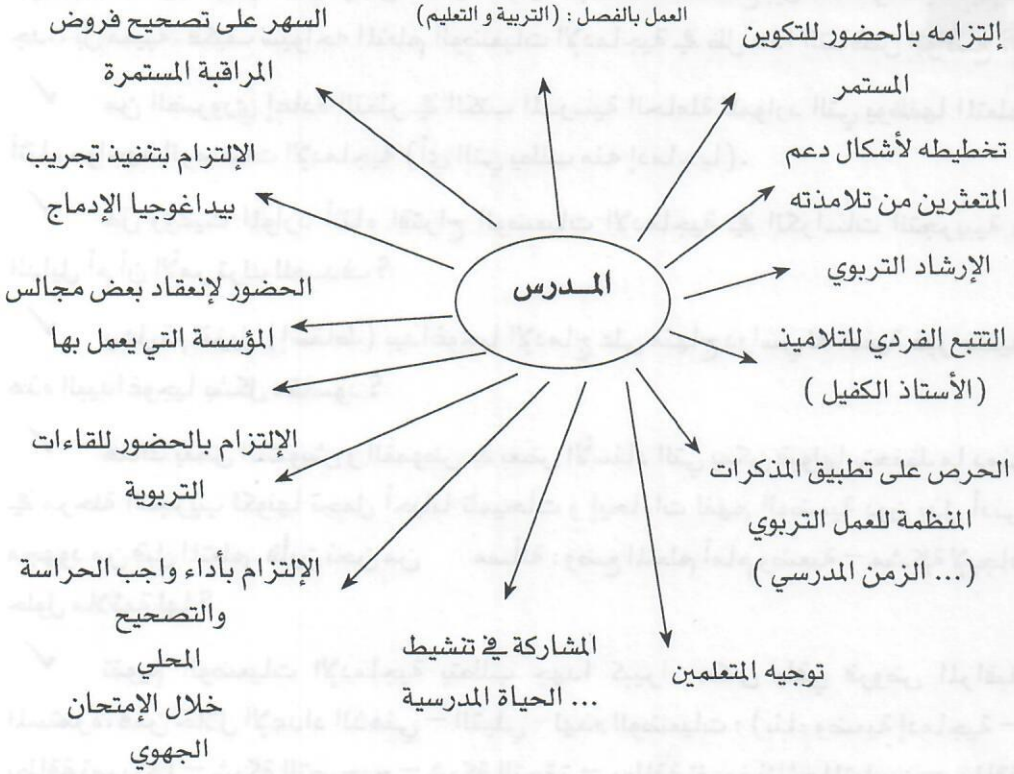 العمل بالفصل : (التربية و التعليم)
إلتزامه بالحضور للتكوين
المستمر
تخطيطه لأشكال دعم
المتعثرين من تلامذته
الإرشاد التربوي
التتبع الفردي للتلاميذ
(الأستاذ الكفيل )
الحرص على تطبيق المذكرات
المنظمة للعمل التربوي
(... الزمن المدرسي )
توجيه المتعلمين
المشاركة في تنشيط
... الحياة المدرسية
الإلتزام بأداء واجب الحراسة
والتصحيح
المحلي
خلال الإمتحان
الجهوي
الإلتزام بالحضور للقاءات
التربوية
الحضور لإنعقاد بعض مجالس
المؤسسة التي يعمل بها
الإلتزام بتنفيد تجريب
بيداغوجيا الإدماج
السهر على تصحيح فروض
المراقبة المستمرة
المدرس